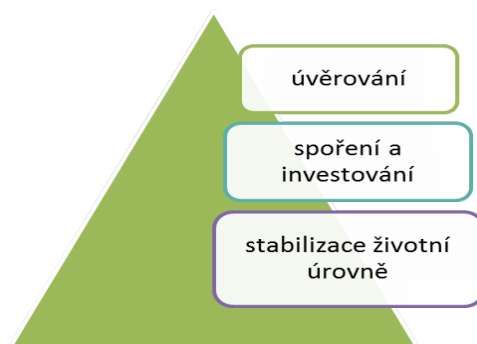 úvěrování
spoření a
investování
stabilizace životní
úrovně